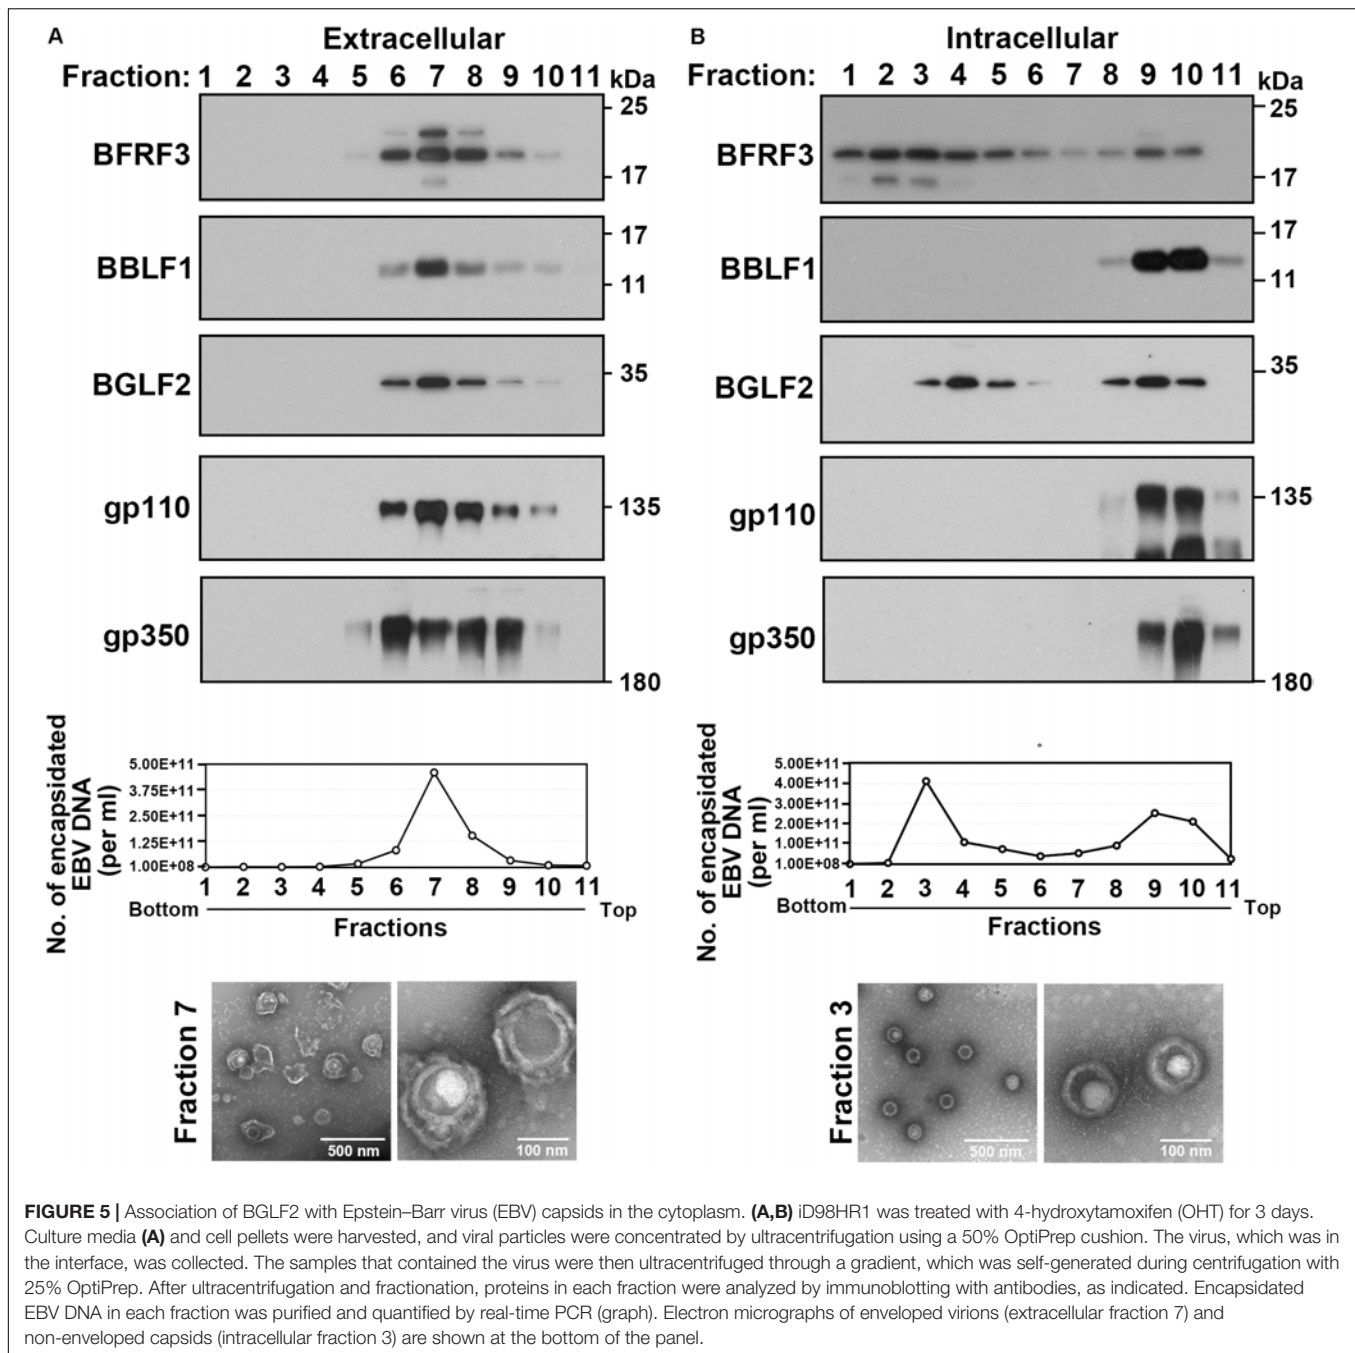 A
Extracellular
Fraction: 1 2 3 4 5 6 7 8 9 10 11 kDa
25
BFRF3
17
17
BBLF1
11
35
BGLF2
gp110
135
gp350
180
No. of encapsidated
EBV DNA
(per ml)
5.00E+11
3.75E+11
2.50E+11
1.25E+11
1.00E+08
1 2 3 4 5 6 7 8 9 10 11
Bottom
Top
Fractions
Fraction 7
500 nm
100 nm
B
Intracellular
Fraction: 1 2 3 4 5 6 7 8 9 10 11 kDa
25
BFRF3
17
17
BBLF1
11
35
BGLF2
135
gp110
gp350
180
No. of encapsidated
EBV DNA
(per ml)
5.00E+11
4.00E+11
3.00E+11
2.00E+11
1.00E+11
1.00E+08
1 2 3 4 5 6 7 8 9 10 11
Bottom
Top
Fractions
Fraction 3
500 nm
100 nm
FIGURE 5 | Association of BGLF2 with Epstein–Barr virus (EBV) capsids in the cytoplasm. (A,B) iD98HR1 was treated with 4-hydroxytamoxifen (OHT) for 3 days.
Culture media (A) and cell pellets were harvested, and viral particles were concentrated by ultracentrifugation using a 50% OptiPrep cushion. The virus, which was in
the interface, was collected. The samples that contained the virus were then ultracentrifuged through a gradient, which was self-generated during centrifugation with
25% OptiPrep. After ultracentrifugation and fractionation, proteins in each fraction were analyzed by immunoblotting with antibodies, as indicated. Encapsidated
EBV DNA in each fraction was purified and quantified by real-time PCR (graph). Electron micrographs of enveloped virions (extracellular fraction 7) and
non-enveloped capsids (intracellular fraction 3) are shown at the bottom of the panel.